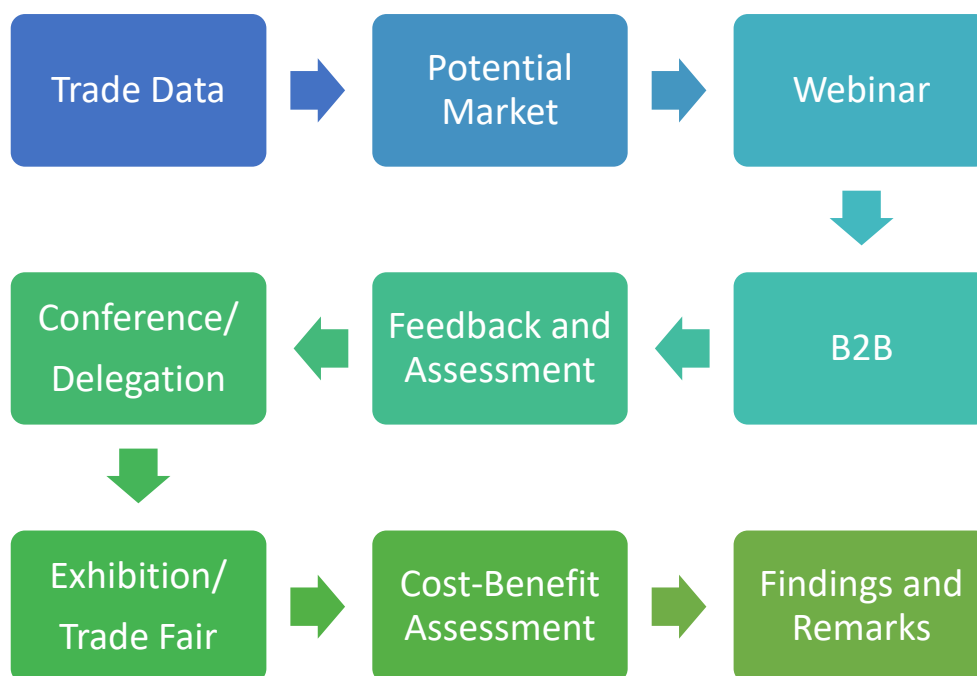 Trade Data
Potential
Market
Webinar
B2B
Feedback and
Assessment
Conference/
Delegation
Exhibition/
Trade Fair
Cost-Benefit
Assessment
Findings and
Remarks